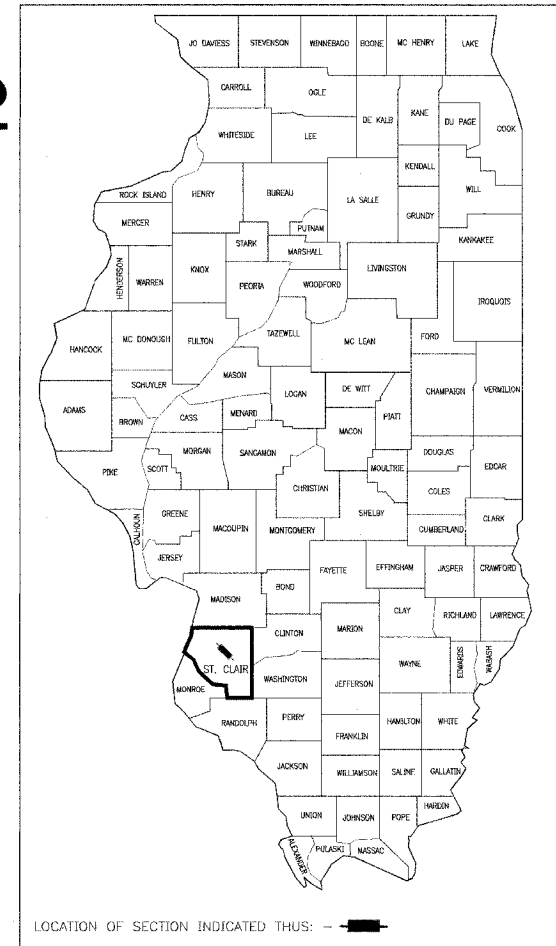 JO DAVIESS STEVENSON WINNEBAGO BOONE MC HENRY LAKE
CARROLL OGLE DE KALB KANE DU PAGE COOK
WHITESIDE LEE KENDALL WILL
ROCK ISLAND HENRY BUREAU LA SALLE GRUNDY
MERCER PUTNAM KANKAKEE
STARK MARSHALL
HENDERSON WARREN KNOX PEORIA WOODFORD LIVINGSTON IROQUOIS
HANCOCK MC DONOUGH FULTON TAZEWELL MC LEAN FORD
SCHUYLER MASON LOGAN DE WITT CHAMPAIGN VERMILION
ADAMS BROWN CASS MENARD MACON PIATT
MORGAN SANGAMON DOUGLAS EDGAR
PIKE SCOTT CHRISTIAN MOULTRIE COLES
GREENE MACOUPIN MONTGOMERY SHELBY CUMBERLAND CLARK
CALHOUN JERSEY
FAYETTE EFFINGHAM JASPER CRAWFORD
MADISON BOND CLAY RICHLAND LAWRENCE
CLINTON MARION
ST. CLAIR WAYNE EDWARDS WABASH
MONROE WASHINGTON JEFFERSON
RANDOLPH PERRY HAMILTON WHITE
FRANKLIN
JACKSON WILLIAMSON SALINE GALLATIN
UNION JOHNSON POPE HARDIN
ALEXANDER PULASKI MASSAC
LOCATION OF SECTION INDICATED THUS: -